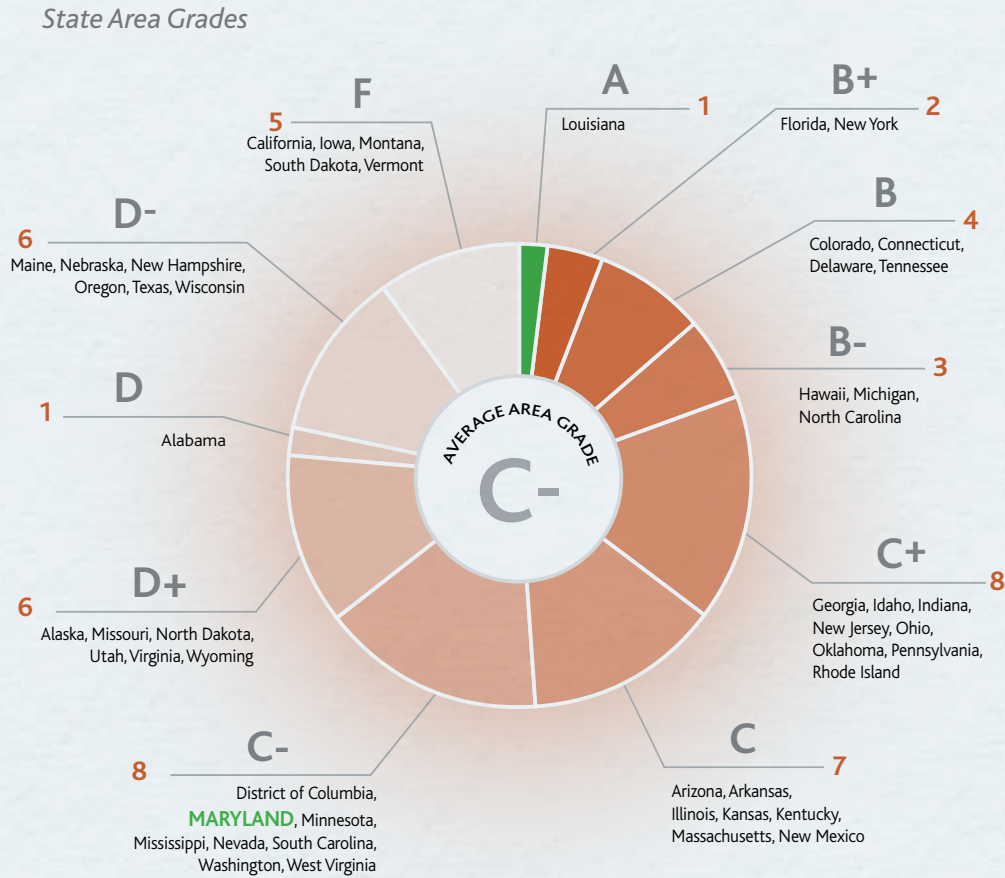 State Area Grades
A
1
Louisiana
B+
2
Florida, New York
B
4
Colorado, Connecticut,
Delaware, Tennessee
B-
3
Hawaii, Michigan,
North Carolina
C+
8
Georgia, Idaho, Indiana,
New Jersey, Ohio,
Oklahoma, Pennsylvania,
Rhode Island
C
7
Arizona, Arkansas,
Illinois, Kansas, Kentucky,
Massachusetts, New Mexico
C-
8
District of Columbia,
MARYLAND, Minnesota,
Mississippi, Nevada, South Carolina,
Washington, West Virginia
D+
6
Alaska, Missouri, North Dakota,
Utah, Virginia, Wyoming
D
1
Alabama
D-
6
Maine, Nebraska, New Hampshire,
Oregon, Texas, Wisconsin
F
5
California, Iowa, Montana,
South Dakota, Vermont
AVERAGE AREA GRADE
C-